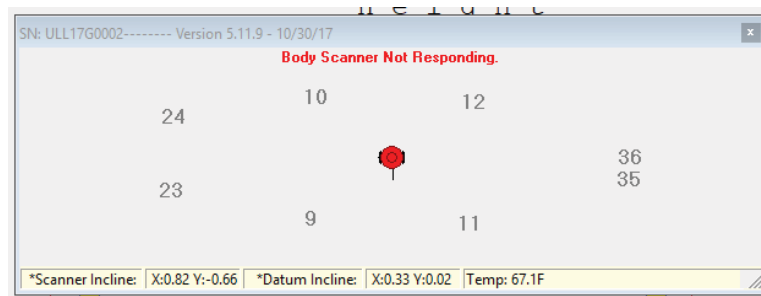 SN: ULL17G0002-------- Version 5.11.9 - 10/30/17
x
Body Scanner Not Responding.
10
12
24
36
35
23
9
11
*Scanner Incline: X:0.82 Y:-0.66 *Datum Incline: X:0.33 Y:0.02 Temp: 67.1F